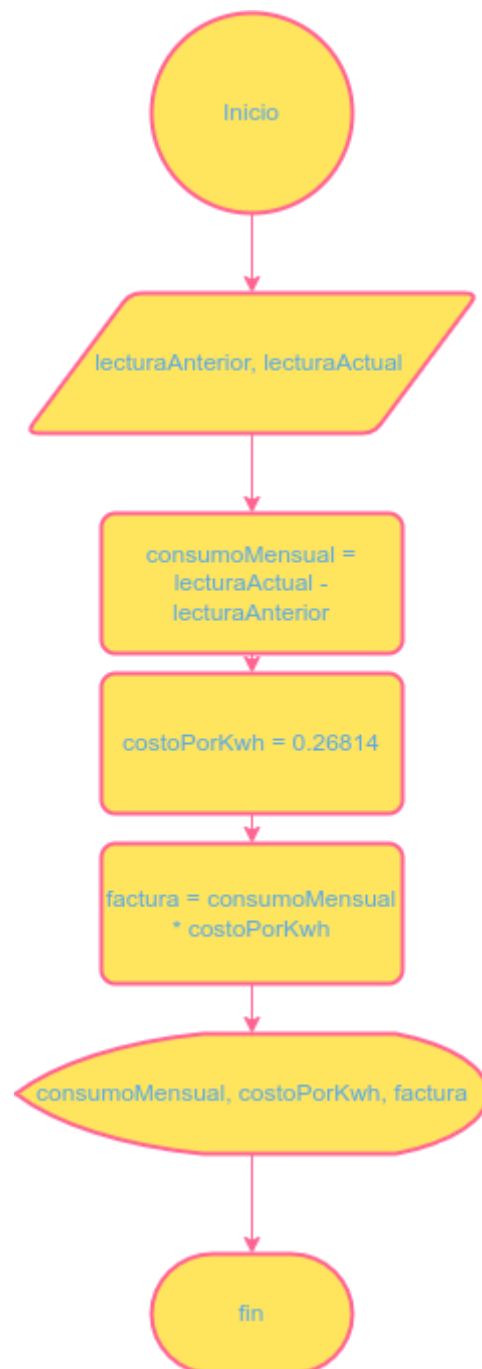 Inicio
lecturaAnterior, lecturaActual
consumoMensual =
lecturaActual -
lecturaAnterior
costoPorKwh = 0.26814
factura = consumoMensual
* costoPorKwh
consumoMensual, costoPorKwh, factura
fin